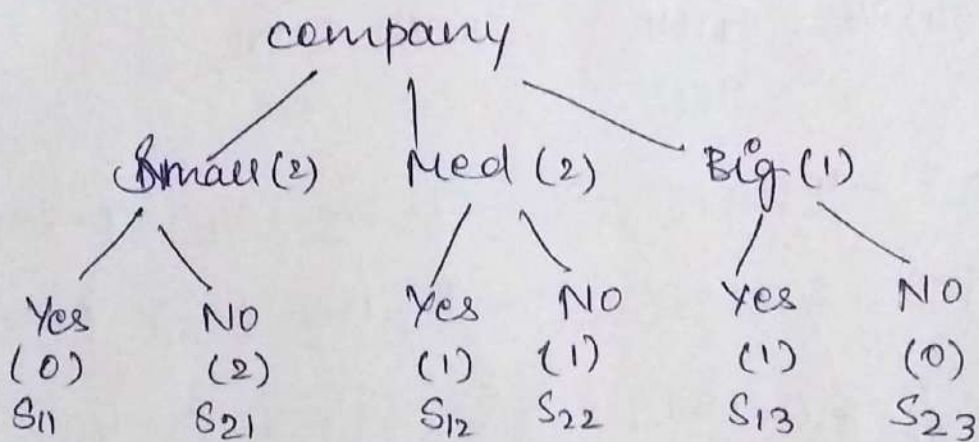 company
Small (2) Med (2) Big (1)
Yes NO Yes NO Yes NO
(0) (2) (1) (1) (1) (0)
S11 S21 S12 S22 S13 S23